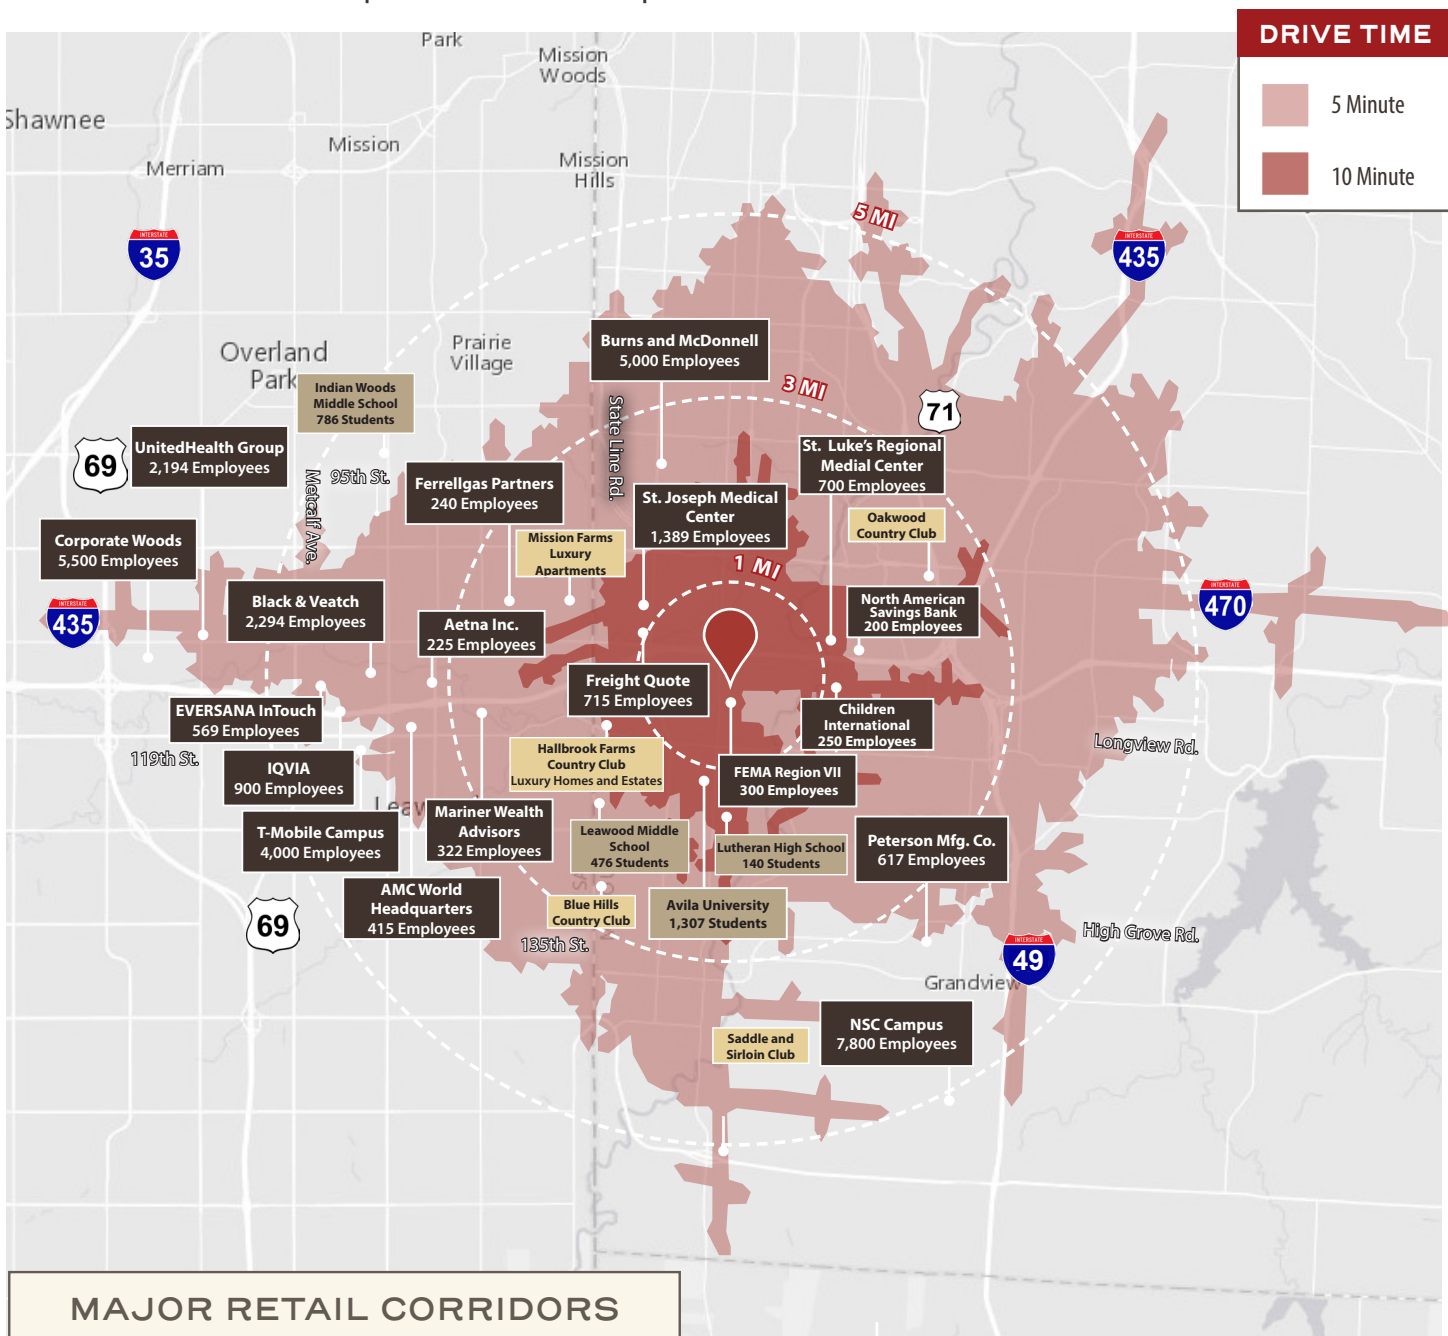 DRIVE TIME
5 Minute
10 Minute
Park
Mission
Woods
Shawnee
Mission
Merriam
Mission
Hills
5 MI
INTERSTATE
35
INTERSTATE
435
Overland
Park
Prairie
Village
Burns and McDonnell
5,000 Employees
3 MI
Indian Woods
Middle School
786 Students
71
State Line Rd.
UnitedHealth Group
2,194 Employees
69
95th St.
Metcalf Ave.
Ferrellgas Partners
240 Employees
St. Luke's Regional
Medial Center
700 Employees
St. Joseph Medical
Center
1,389 Employees
Oakwood
Country Club
Corporate Woods
5,500 Employees
Mission Farms
Luxury
Apartments
1 MI
INTERSTATE
435
Black & Veatch
2,294 Employees
Aetna Inc.
225 Employees
North American
Savings Bank
200 Employees
INTERSTATE
470
Freight Quote
715 Employees
EVERSANA InTouch
569 Employees
Children
International
250 Employees
119th St.
Longview Rd.
Hallbrook Farms
Country Club
Luxury Homes and Estates
IQVIA
900 Employees
FEMA Region VII
300 Employees
Leaw
Mariner Wealth
Advisors
322 Employees
T-Mobile Campus
4,000 Employees
Leawood Middle
School
476 Students
Lutheran High School
140 Students
Peterson Mfg. Co.
617 Employees
AMC World
Headquarters
415 Employees
Blue Hills
Country Club
Avila University
1,307 Students
69
135th St.
High Grove Rd.
INTERSTATE
49
Grandview
NSC Campus
7,800 Employees
Saddle and
Sirloin Club
MAJOR RETAIL CORRIDORS